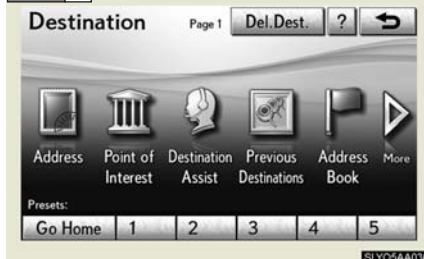 Destination Page 1 Del.Dest. ?
Address Point of Interest Destination Assist Previous Destinations Address Book More
Presets:
Go Home 1 2 3 4 5
SLYO5AA030